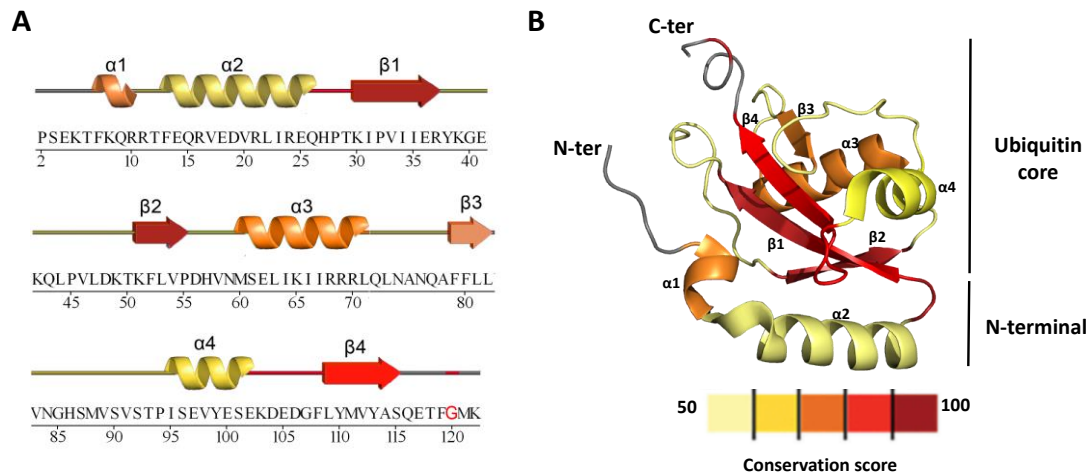 A
α1 α2 β1
PSEKTFKQRRTFEQRVEDVRLIREQHPTKIPVIIERYKGE
2 10 15 20 25 30 35 40
β2 α3 β3
KQLPVLDKTKFLVPDHVNMSELIKIIRRRLQLNANQAFFLL
45 50 55 60 65 70 75 80
α4 β4
VNGHSMVSVSTPISEVYESEKDEDGFLYMVYASQETFGMK
85 90 95 100 105 110 115 120
B
C-ter
N-ter
β4 β3 α3 α4
β1 β2
α1 α2
Ubiquitin
core
N-terminal
50 100
Conservation score